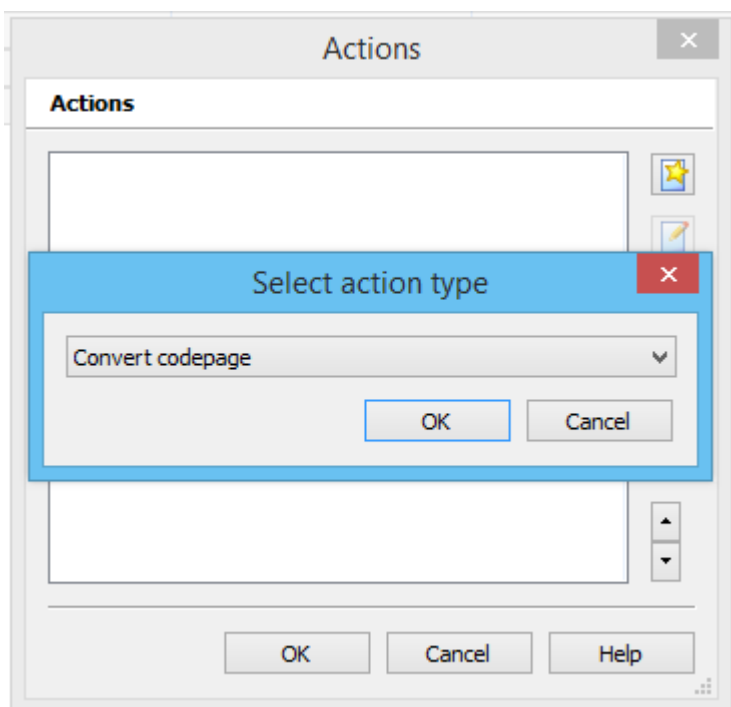 Actions
Actions
Select action type
Convert codepage
OK Cancel
OK Cancel Help